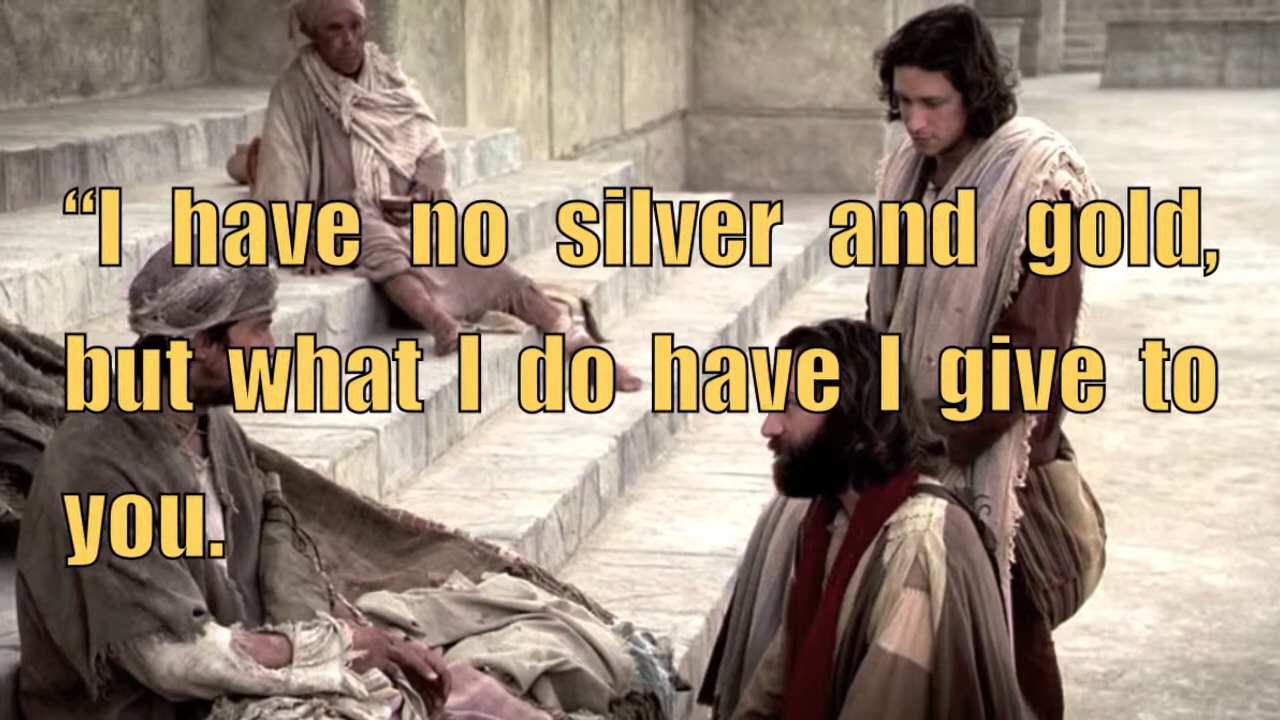 “I have no silver and gold,
but what I do have I give to
you.